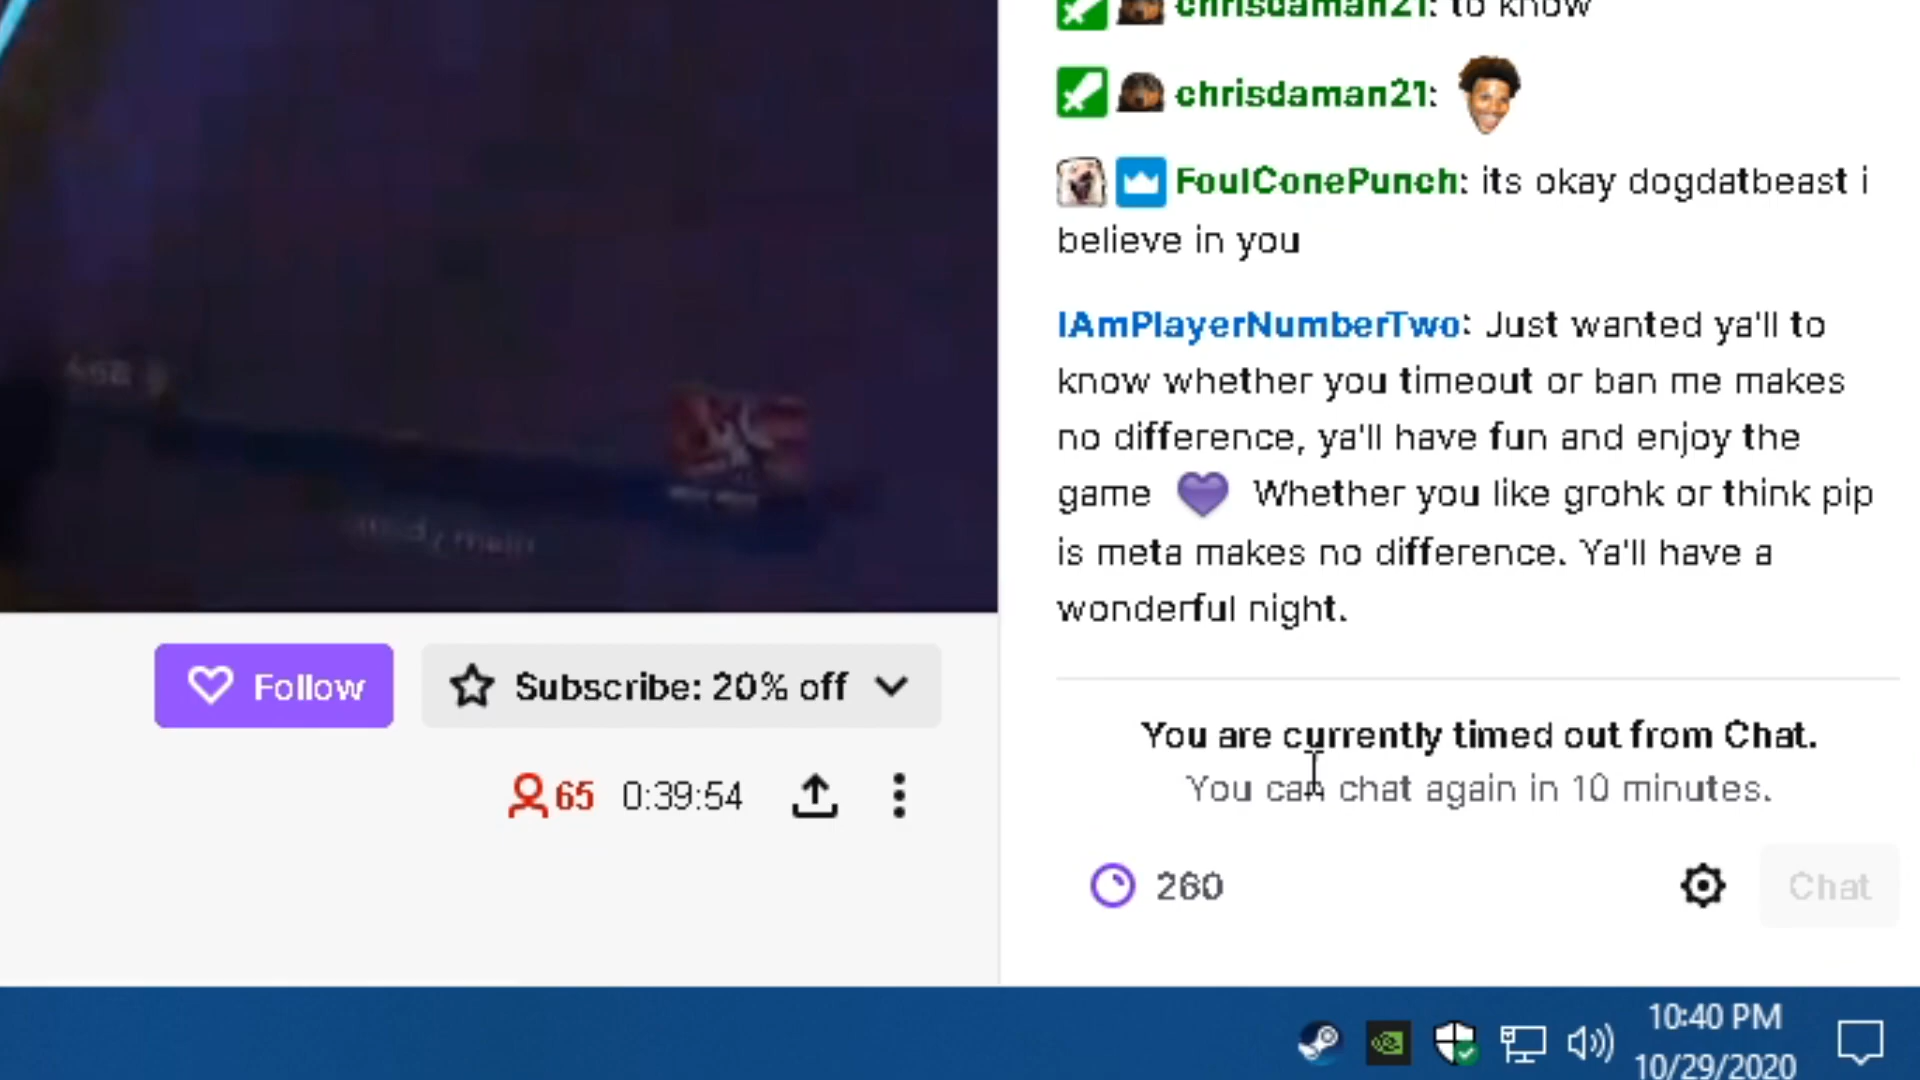 chrisdaman21: to know
chrisdaman21:
FoulConePunch: its okay dogdatbeast i
believe in you
IAmPlayerNumberTwo: Just wanted ya'll to
know whether you timeout or ban me makes
no difference, ya'll have fun and enjoy the
game Whether you like grohk or think pip
is meta makes no difference. Ya'll have a
wonderful night.
Follow
Subscribe: 20% off
65 0:39:54
You are currently timed out from Chat.
You can chat again in 10 minutes.
260
Chat
10:40 PM
10/29/2020